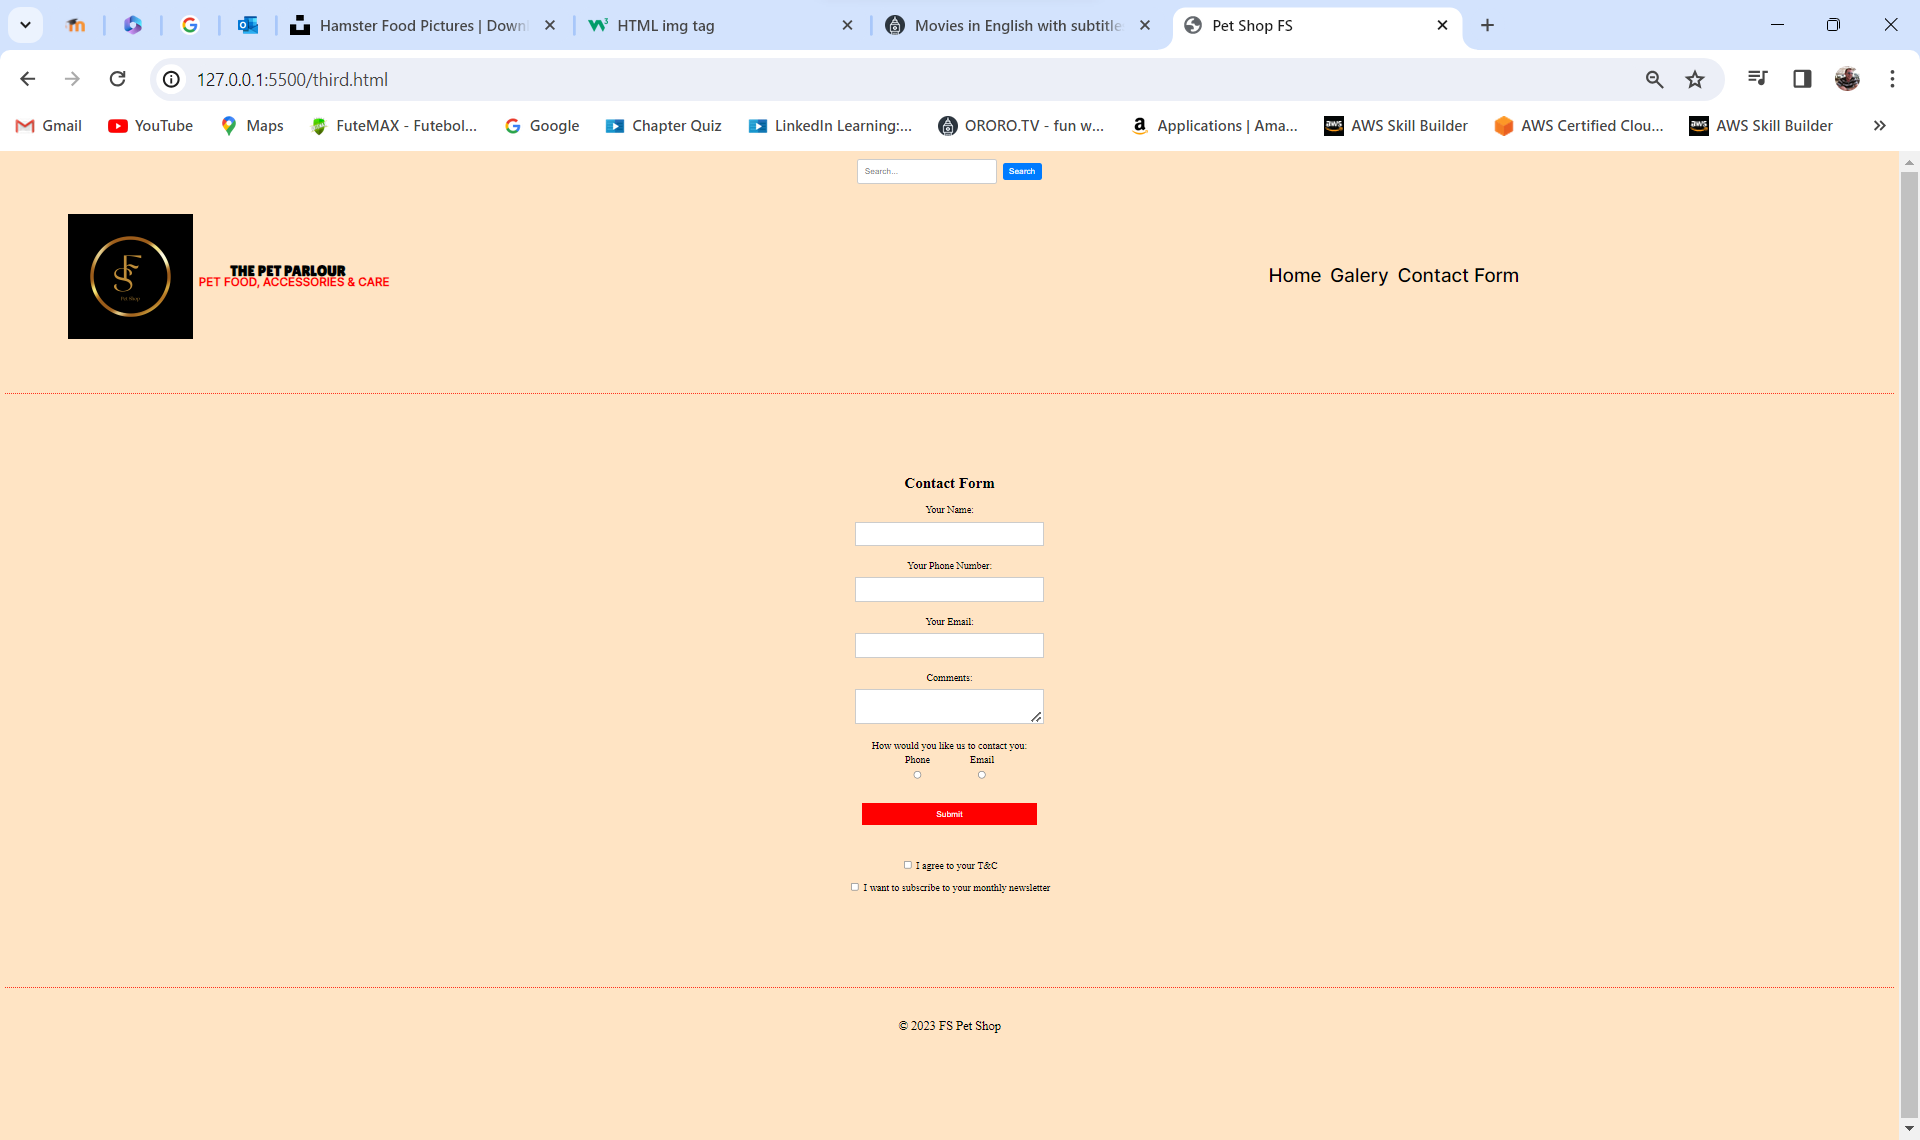 Hamster Food Pictures | Downl
HTML img tag
Movies in English with subtitle
Pet Shop FS
127.0.0.1:5500/third.html
Gmail
YouTube
Maps
FuteMAX - Futebol...
Google
Chapter Quiz
LinkedIn Learning:...
ORORO.TV - fun w...
Applications | Ama...
AWS Skill Builder
AWS Certified Clou...
AWS Skill Builder
Search...
Search
FS
Pet Shop
THE PET PARLOUR
PET FOOD, ACCESSORIES & CARE
Home Galery Contact Form
Contact Form
Your Name:
Your Phone Number:
Your Email:
Comments:
How would you like us to contact you:
Phone Email
Submit
I agree to your T&C
I want to subscribe to your monthly newsletter
© 2023 FS Pet Shop